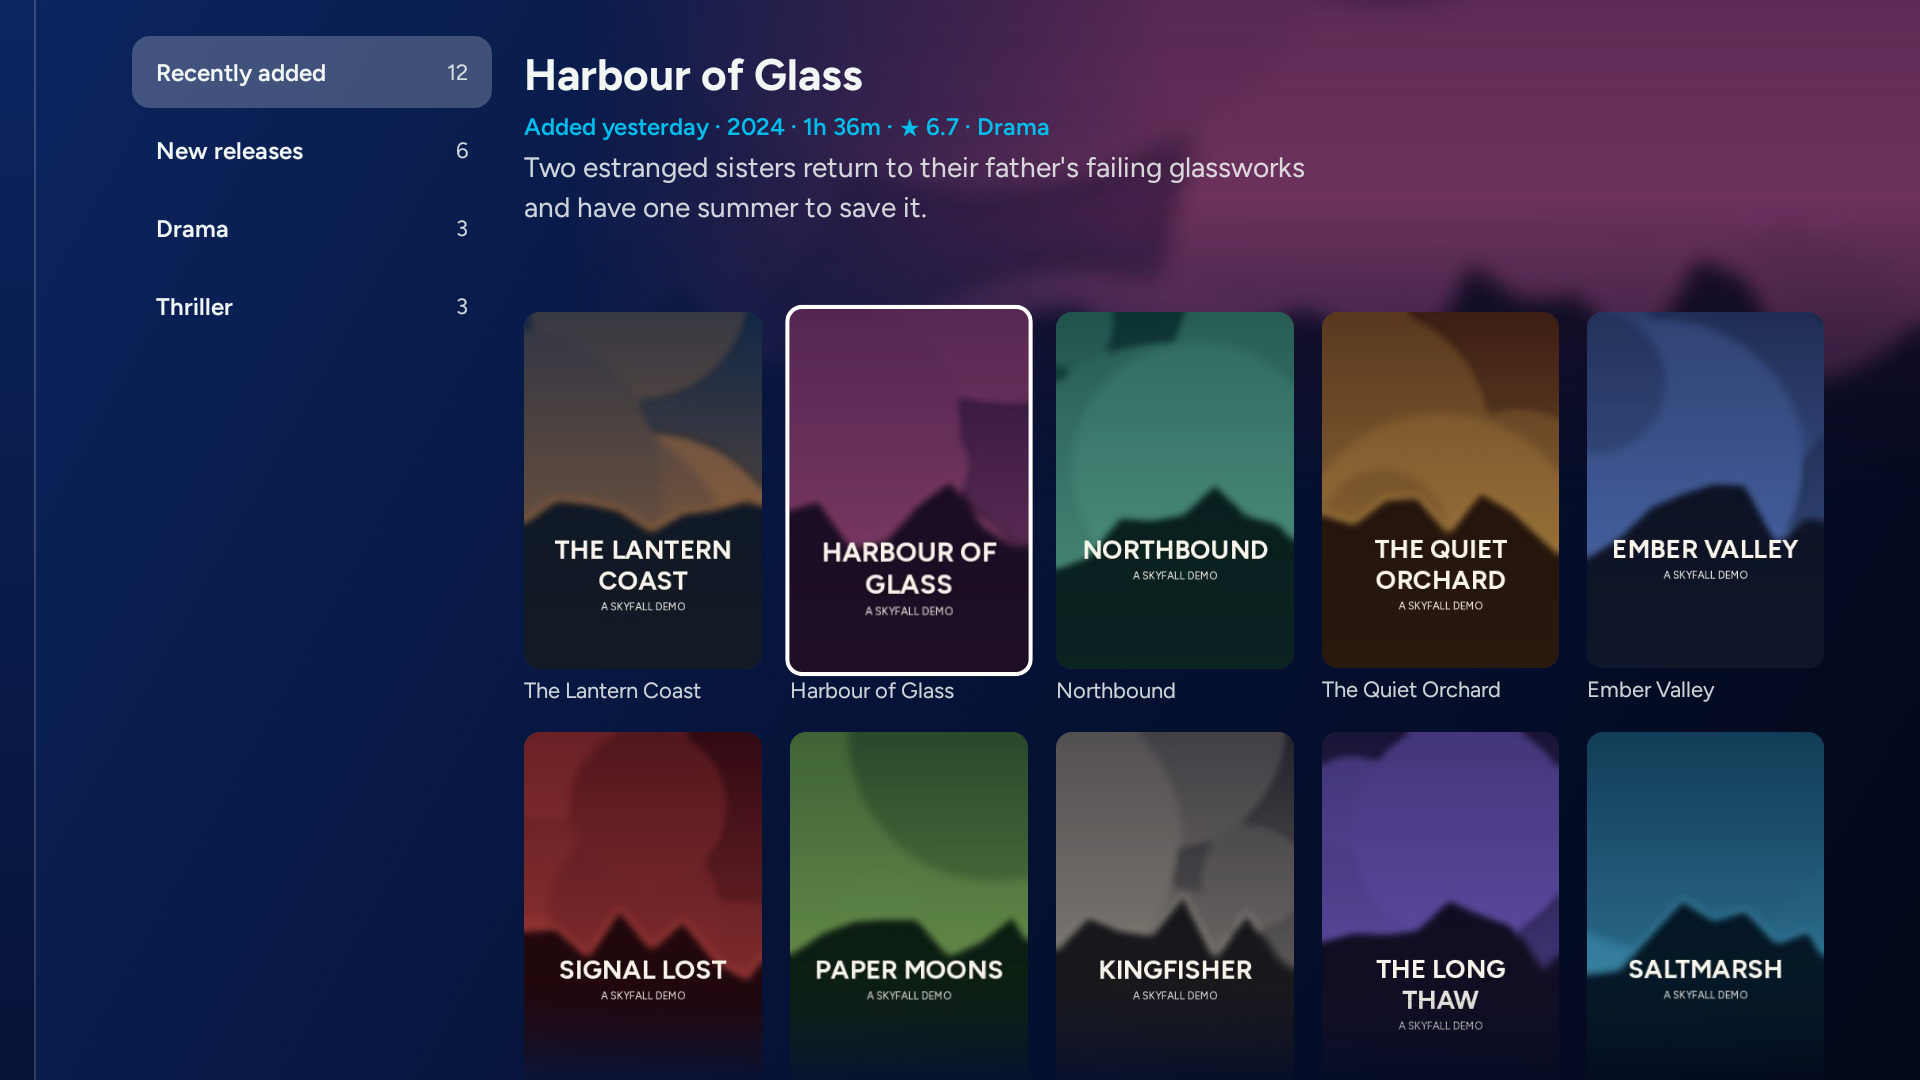 Recently added 12
New releases 6
Drama 3
Thriller 3
Harbour of Glass
Added yesterday · 2024 · 1h 36m · ★ 6.7 · Drama
Two estranged sisters return to their father's failing glassworks
and have one summer to save it.
THE LANTERN
COAST
A SKYFALL DEMO
The Lantern Coast
HARBOUR OF
GLASS
A SKYFALL DEMO
Harbour of Glass
NORTHBOUND
A SKYFALL DEMO
Northbound
THE QUIET
ORCHARD
A SKYFALL DEMO
The Quiet Orchard
EMBER VALLEY
A SKYFALL DEMO
Ember Valley
SIGNAL LOST
A SKYFALL DEMO
PAPER MOONS
A SKYFALL DEMO
KINGFISHER
A SKYFALL DEMO
THE LONG
THAW
A SKYFALL DEMO
SALTMARSH
A SKYFALL DEMO